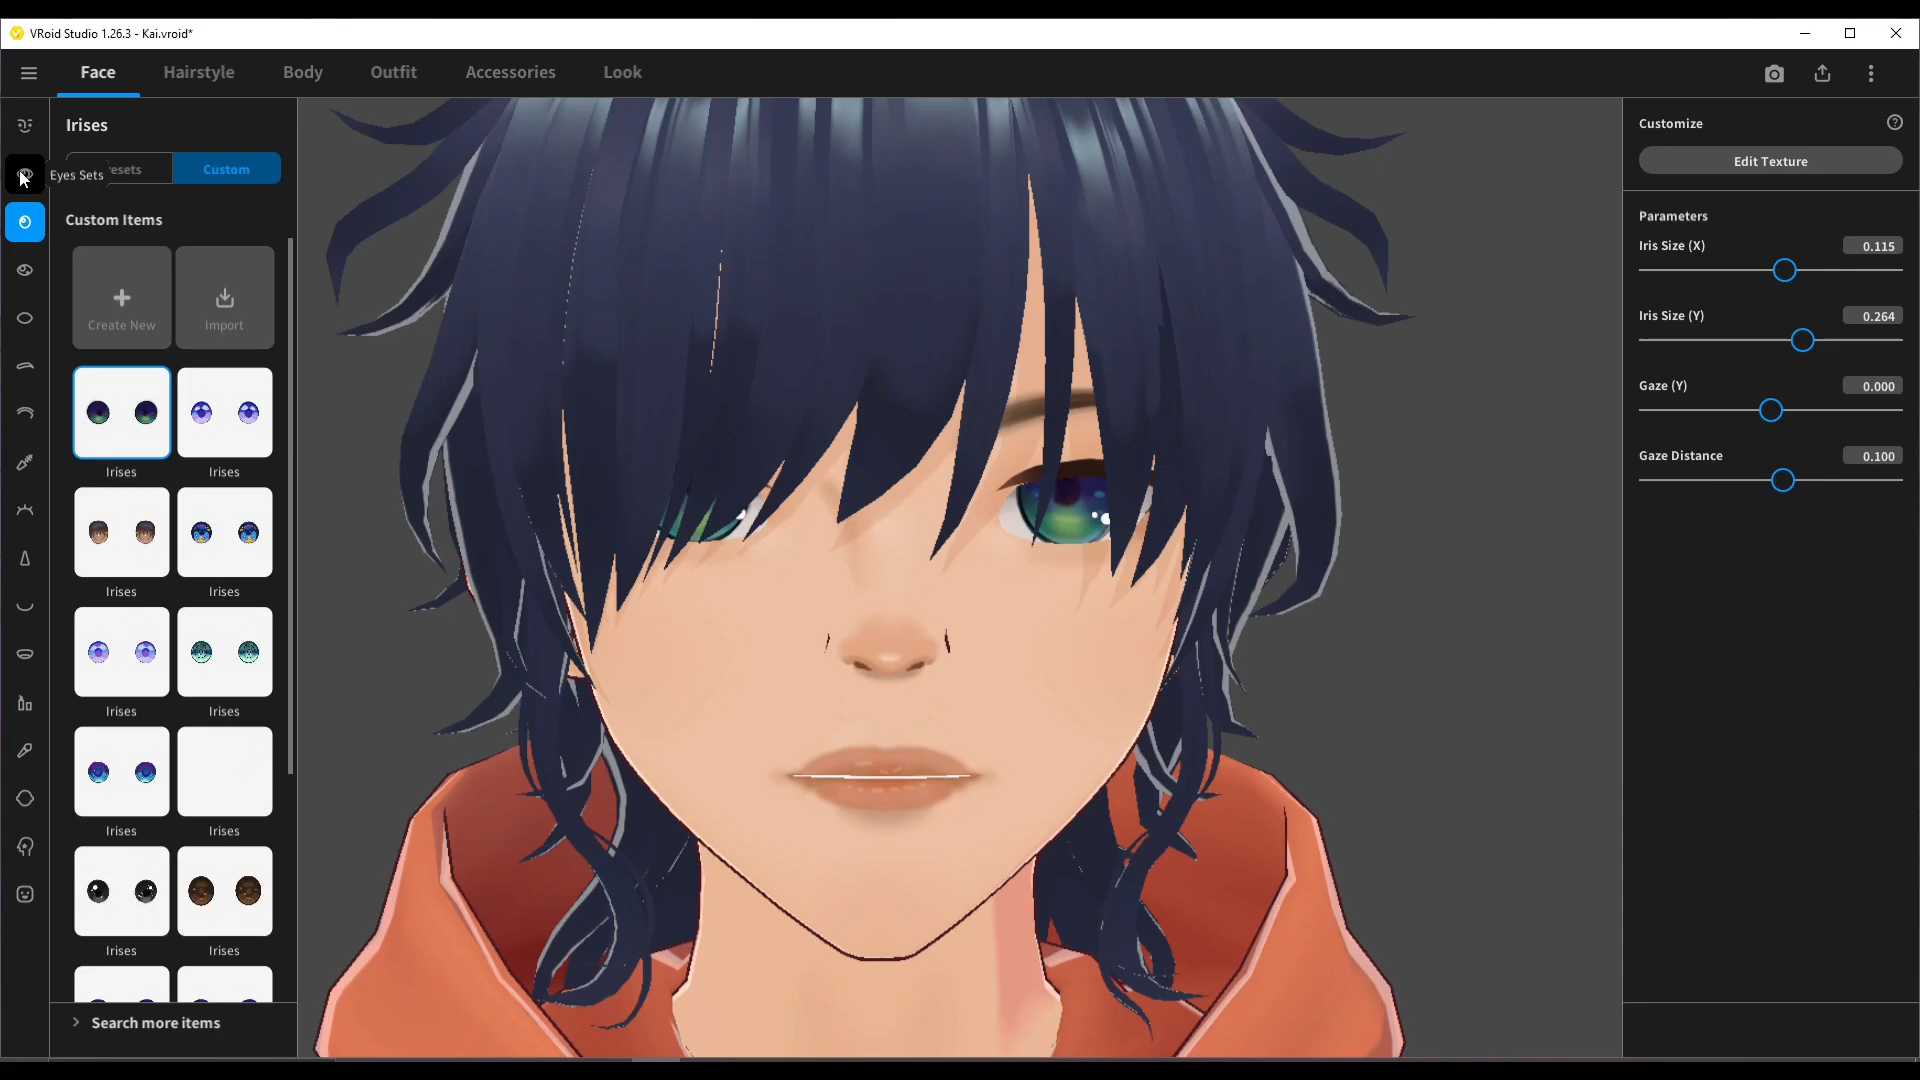 VRoid Studio 1.26.3 - Kai.vroid*
Face Hairstyle Body Outfit Accessories Look
Irises
Eyes Sets
Custom
Custom Items
Create New Import
Irises Irises
Irises Irises
Irises Irises
Irises Irises
Irises Irises
Search more items
Customize
Edit Texture
Parameters
Iris Size (X) 0.115
Iris Size (Y) 0.264
Gaze (Y) 0.000
Gaze Distance 0.100